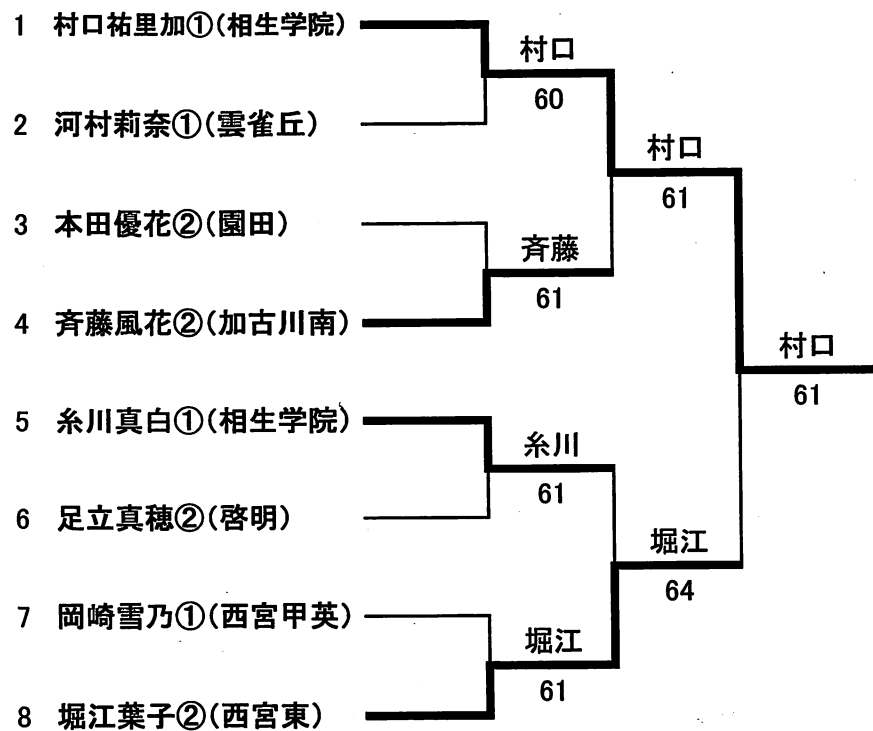 1 村口祐里加①(相生学院)
村口
60
2 河村莉奈①(雲雀丘)
村口
61
3 本田優花②(園田)
斉藤
61
4 斉藤風花②(加古川南)
村口
61
5 糸川真白①(相生学院)
糸川
61
6 足立真穂②(啓明)
堀江
64
7 岡崎雪乃①(西宮甲英)
堀江
61
8 堀江葉子②(西宮東)